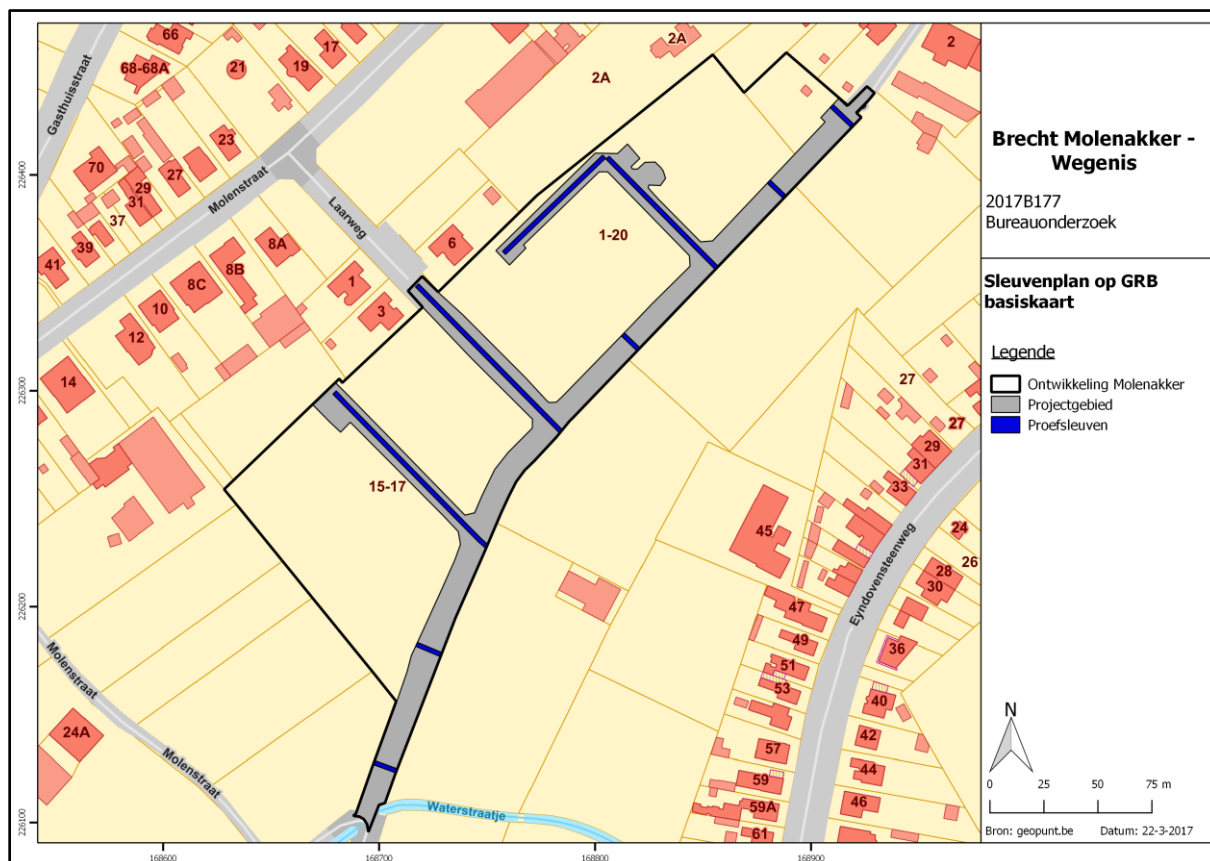 66
17
2
68-68A
21
19
2A
2A
Gasthuisstraat
23
70
27
29
31
37
Molenstraat
39
41
Laarweg
6
1-20
8A
8B
8C
1
3
10
12
14
15-17
27
27
29
31
33
24
26
45
28
30
Eyndovensteenweg
47
49
36
51
53
40
57
42
44
59
59A
46
61
Molenstraat
24A
Molenstraat
Waterstraatje
226400
226300
226200
226100
168600
168700
168800
168900
Brecht Molenakker -
Wegenis
2017B177
Bureauonderzoek
Sleuvenplan op GRB
basiskaart
Legende
Ontwikkeling Molenakker
Projectgebied
Proefsleuven
N
0 25 50 75 m
Bron: geopunt.be Datum: 22-3-2017